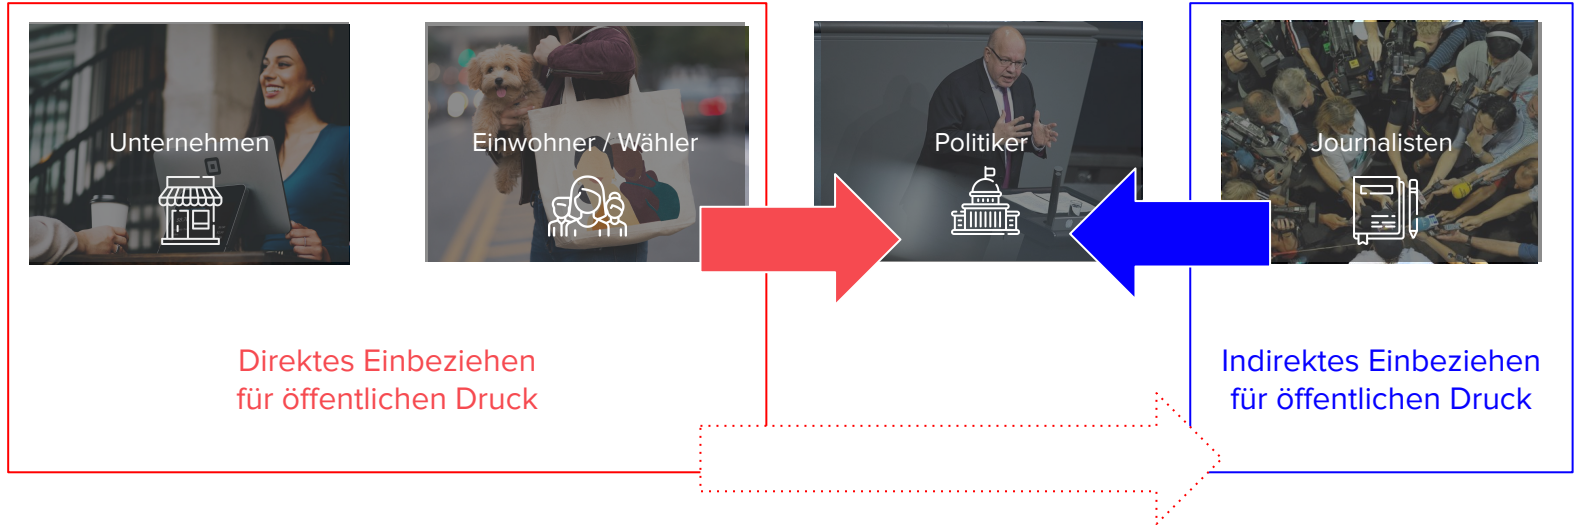 Unternehmen
Einwohner / Wähler
Politiker
Journalisten
Direktes Einbeziehen
für öffentlichen Druck
Indirektes Einbeziehen
für öffentlichen Druck